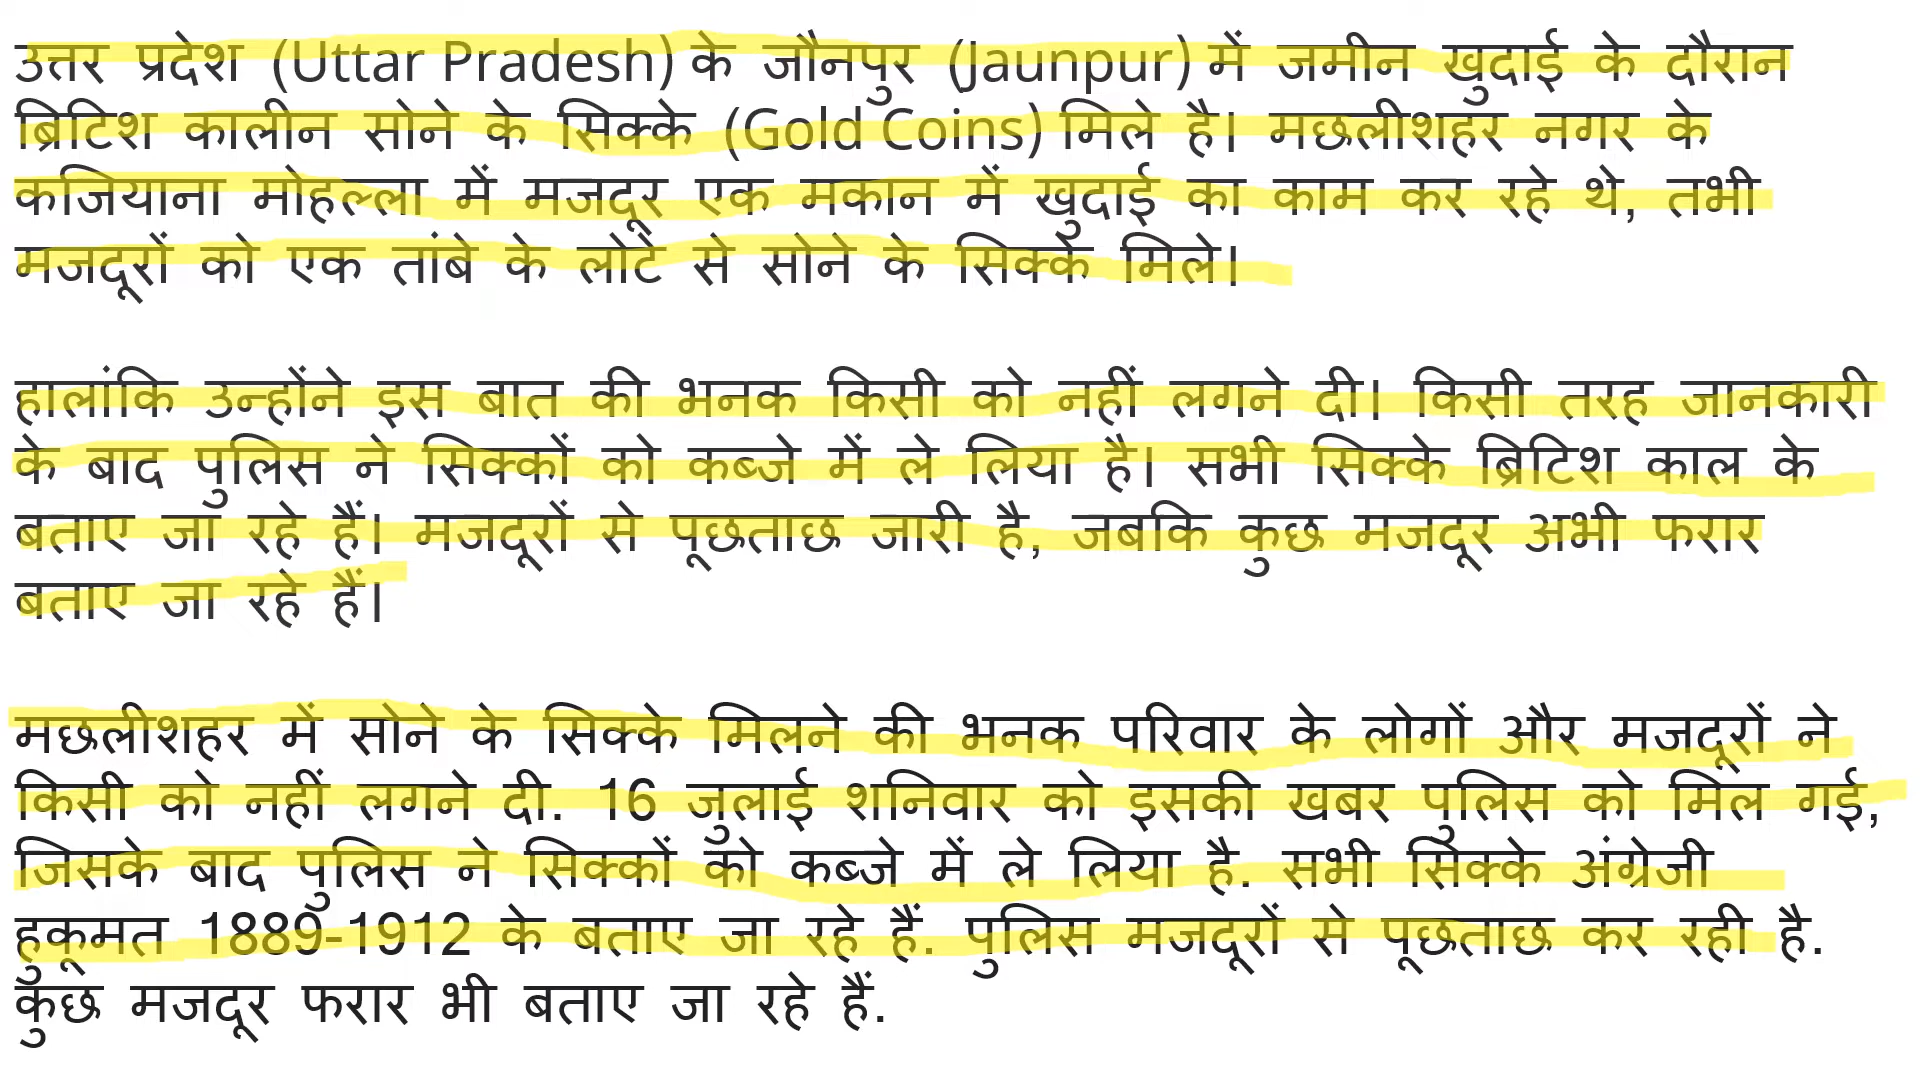 उत्तर प्रदेश (Uttar Pradesh) के जौनपुर (Jaunpur) में जमीन खुदाई के दौरान
ब्रिटिश कालीन सोने के सिक्के (Gold Coins) मिले है। मछलीशहर नगर के
कजियाना मोहल्ला में मजदूर एक मकान में खुदाई का काम कर रहे थे, तभी
मजदूरों को एक तांबे के लोटे से सोने के सिक्के मिले।
हालांकि उन्होंने इस बात की भनक किसी को नहीं लगने दी। किसी तरह जानकारी
के बाद पुलिस ने सिक्कों को कब्जे में ले लिया है। सभी सिक्के ब्रिटिश काल के
बताए जा रहे हैं। मजदूरों से पूछताछ जारी है, जबकि कुछ मजदूर अभी फरार
बताए जा रहे हैं।
मछलीशहर में सोने के सिक्के मिलने की भनक परिवार के लोगों और मजदूरों ने
किसी को नहीं लगने दी. 16 जुलाई शनिवार को इसकी खबर पुलिस को मिल गई,
जिसके बाद पुलिस ने सिक्कों को कब्जे में ले लिया है. सभी सिक्के अंग्रेजी
हुकूमत 1889-1912 के बताए जा रहे हैं. पुलिस मजदूरों से पूछताछ कर रही है.
कुछ मजदूर फरार भी बताए जा रहे हैं.